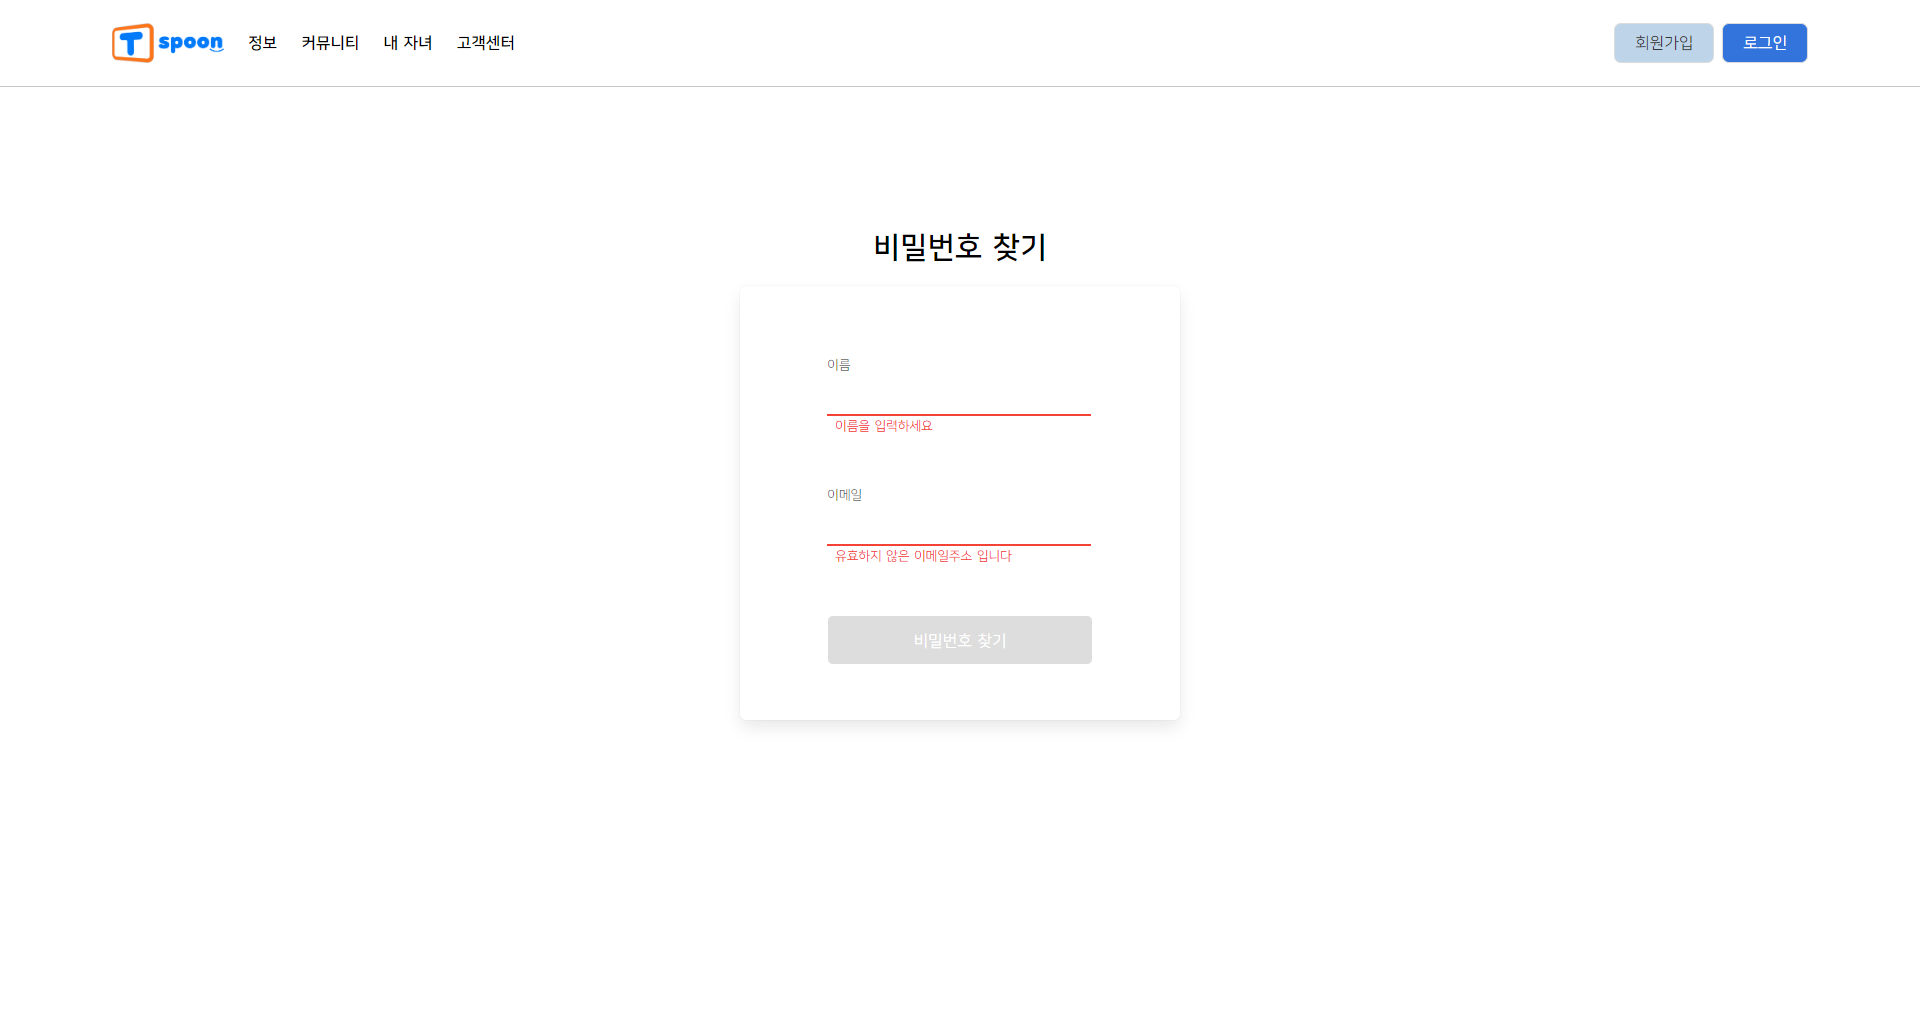 T spoon 정보 커뮤니티 내 자녀 고객센터 회원가입 로그인
비밀번호 찾기
이름
이름을 입력하세요
이메일
유효하지 않은 이메일주소 입니다
비밀번호 찾기